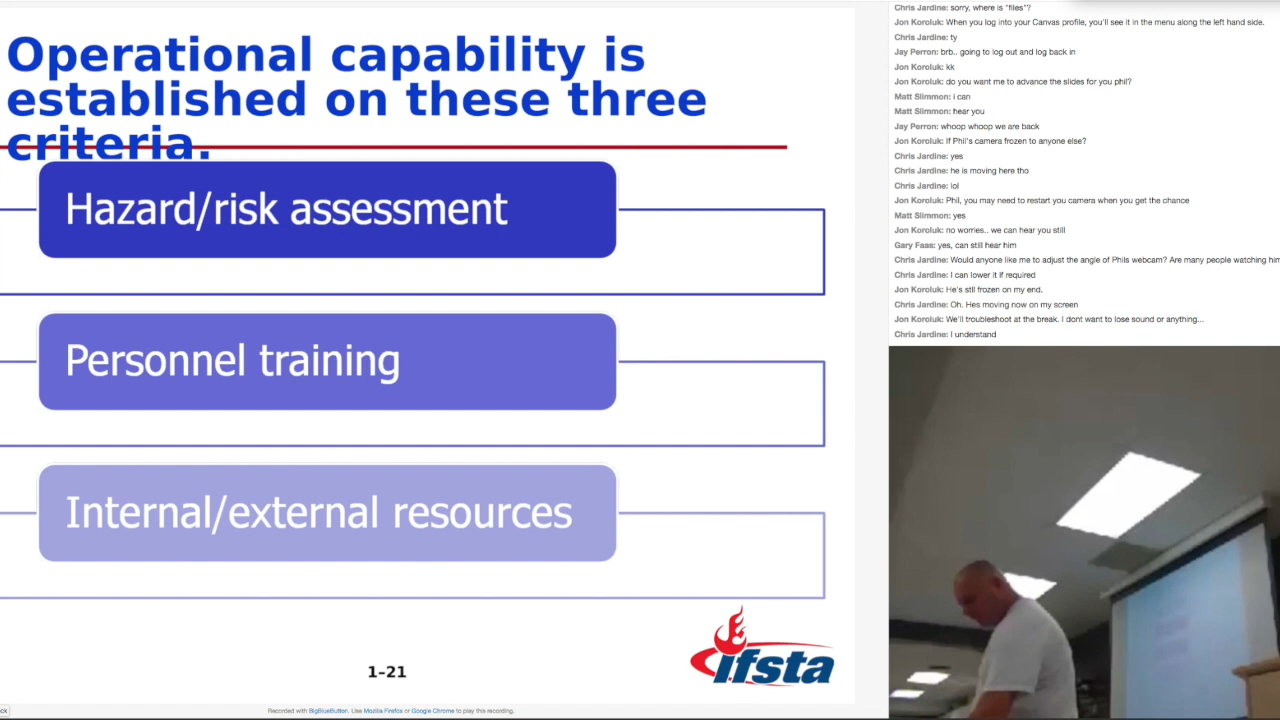 Operational capability is
established on these three
criteria.
Hazard/risk assessment
Personnel training
Internal/external resources
1-21
ifsta
Recorded with BigBlueButton. Use Mozilla Firefox or Google Chrome to play this recording.
Chris Jardine: sorry, where is "files"?
Jon Koroluk: When you log into your Canvas profile, you'll see it in the menu along the left hand side.
Chris Jardine: ty
Jay Perron: brb.. going to log out and log back in
Jon Koroluk: kk
Jon Koroluk: do you want me to advance the slides for you phil?
Matt Slimmon: i can
Matt Slimmon: hear you
Jay Perron: whoop whoop we are back
Jon Koroluk: If Phil's camera frozen to anyone else?
Chris Jardine: yes
Chris Jardine: he is moving here tho
Chris Jardine: lol
Jon Koroluk: Phil, you may need to restart you camera when you get the chance
Matt Slimmon: yes
Jon Koroluk: no worries.. we can hear you still
Gary Faas: yes, can still hear him
Chris Jardine: Would anyone like me to adjust the angle of Phils webcam? Are many people watching him
Chris Jardine: I can lower it if required
Jon Koroluk: He's stll frozen on my end.
Chris Jardine: Oh. Hes moving now on my screen
Jon Koroluk: We'll troubleshoot at the break. I dont want to lose sound or anything...
Chris Jardine: I understand